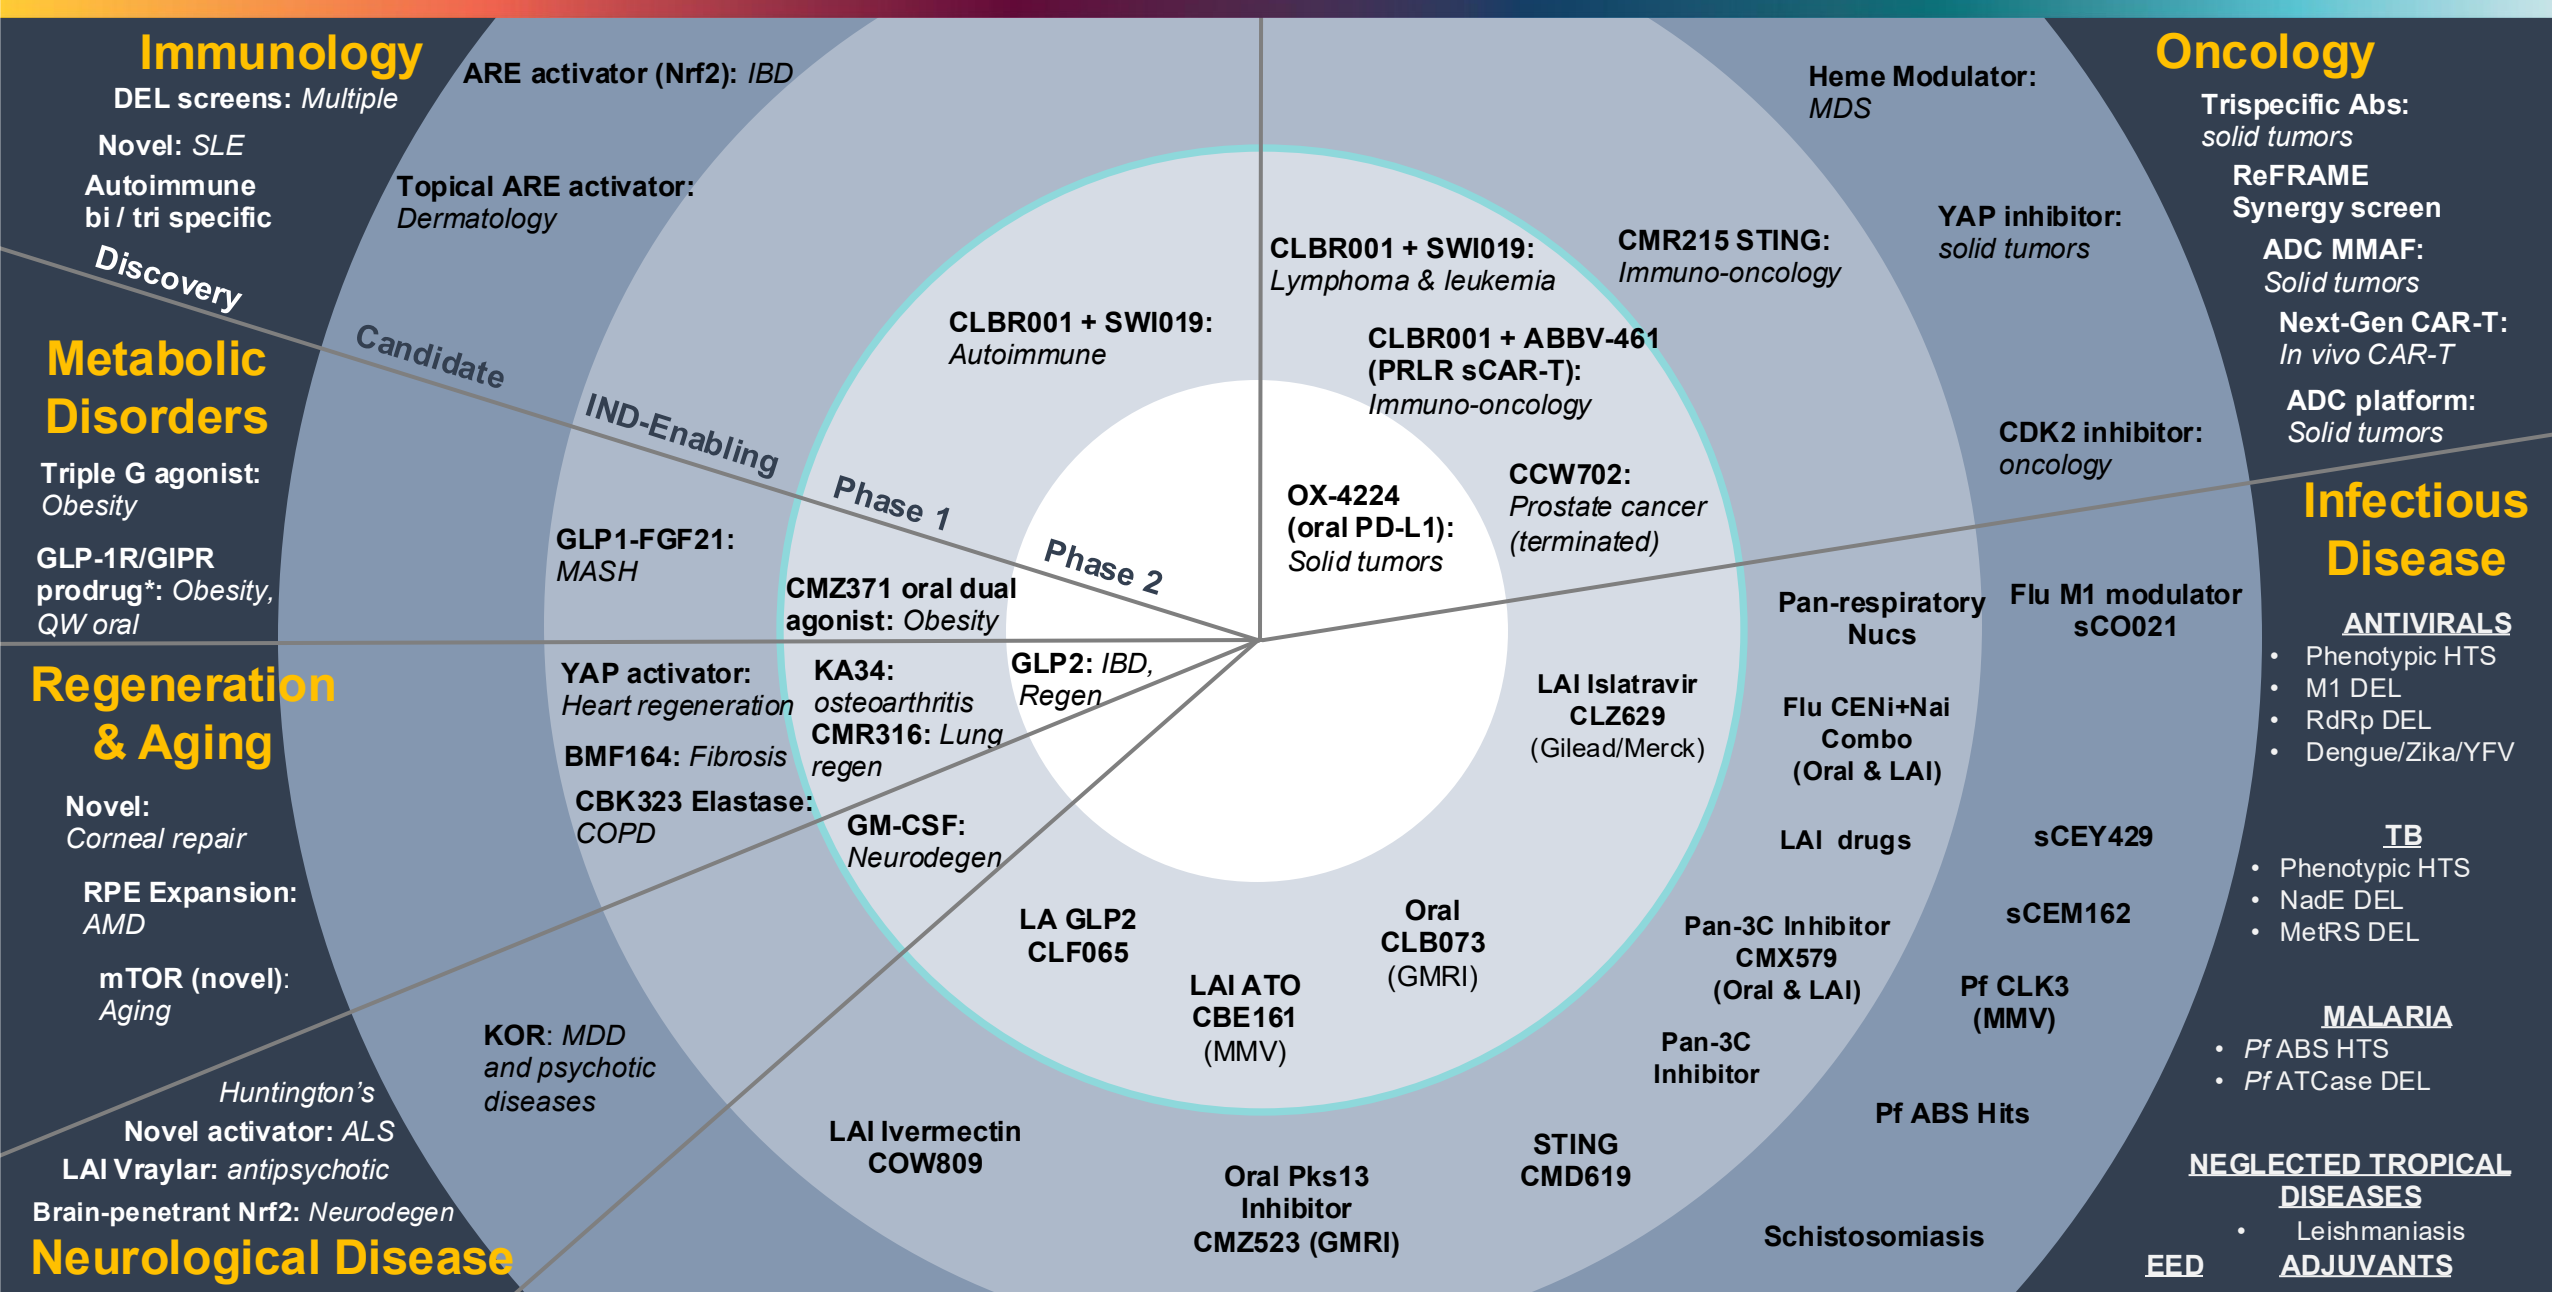 Immunology
DEL screens: Multiple
Novel: SLE
Autoimmune
bi / tri specific
ARE activator (Nrf2): IBD
Topical ARE activator:
Dermatology
CLBR001 + SWI019:
Autoimmune
Discovery
Candidate
IND-Enabling
Phase 1
Phase 2
Metabolic
Disorders
Triple G agonist:
Obesity
GLP-1R/GIPR
prodrug*: Obesity,
QW oral
GLP1-FGF21:
MASH
CMZ371 oral dual
agonist: Obesity
Regeneration
& Aging
Novel:
Corneal repair
RPE Expansion:
AMD
mTOR (novel):
Aging
YAP activator:
Heart regeneration
BMF164: Fibrosis
CBK323 Elastase:
COPD
KA34:
osteoarthritis
CMR316: Lung
regen
GLP2: IBD,
Regen
GM-CSF:
Neurodegen
KOR: MDD
and psychotic
diseases
Huntington’s
Novel activator: ALS
LAI Vraylar: antipsychotic
Brain-penetrant Nrf2: Neurodegen
Neurological Disease
Oncology
Trispecific Abs:
solid tumors
ReFRAME
Synergy screen
ADC MMAF:
Solid tumors
Next-Gen CAR-T:
In vivo CAR-T
ADC platform:
Solid tumors
Heme Modulator:
MDS
YAP inhibitor:
solid tumors
CDK2 inhibitor:
oncology
CMR215 STING:
Immuno-oncology
CLBR001 + SWI019:
Lymphoma & leukemia
CLBR001 + ABBV-461
(PRLR sCAR-T):
Immuno-oncology
CCW702:
Prostate cancer
(terminated)
OX-4224
(oral PD-L1):
Solid tumors
Infectious
Disease
ANTIVIRALS
• Phenotypic HTS
• M1 DEL
• RdRp DEL
• Dengue/Zika/YFV
TB
• Phenotypic HTS
• NadE DEL
• MetRS DEL
MALARIA
• Pf ABS HTS
• Pf ATCase DEL
NEGLECTED TROPICAL
DISEASES
• Leishmaniasis
EED ADJUVANTS
Flu M1 modulator
sCO021
sCEY429
sCEM162
Pf CLK3
(MMV)
Pf ABS Hits
Schistosomiasis
Pan-respiratory
Nucs
Flu CENi+Nai
Combo
(Oral & LAI)
LAI drugs
Pan-3C Inhibitor
CMX579
(Oral & LAI)
Pan-3C
Inhibitor
STING
CMD619
Oral Pks13
Inhibitor
CMZ523 (GMRI)
LAI Ivermectin
COW809
LAI Islatravir
CLZ629
(Gilead/Merck)
Oral
CLB073
(GMRI)
LAI ATO
CBE161
(MMV)
LA GLP2
CLF065